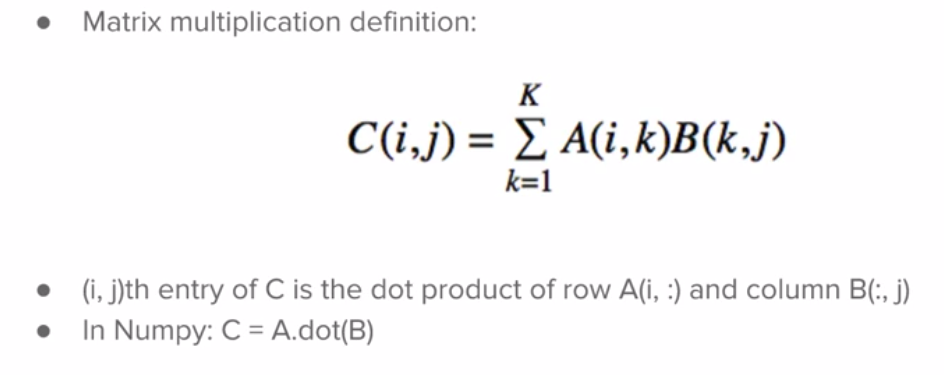 ● Matrix multiplication definition:
K
C(i,j) = ∑ A(i,k)B(k,j)
k=1
● (i, j)th entry of C is the dot product of row A(i, :) and column B(:, j)
● In Numpy: C = A.dot(B)